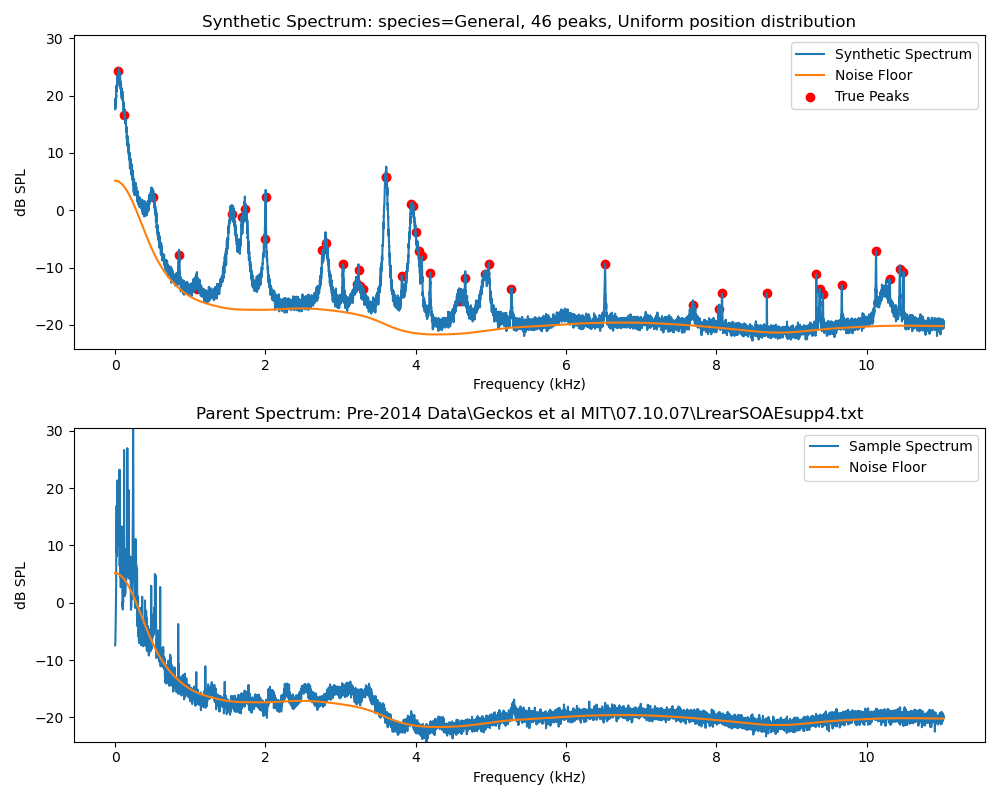 Synthetic Spectrum: species=General, 46 peaks, Uniform position distribution
30
20
10
0
−10
−20
dB SPL
Synthetic Spectrum
Noise Floor
True Peaks
0 2 4 6 8 10
Frequency (kHz)
Parent Spectrum: Pre-2014 Data\Geckos et al MIT\07.10.07\LrearSOAEsupp4.txt
30
20
10
0
−10
−20
dB SPL
Sample Spectrum
Noise Floor
0 2 4 6 8 10
Frequency (kHz)